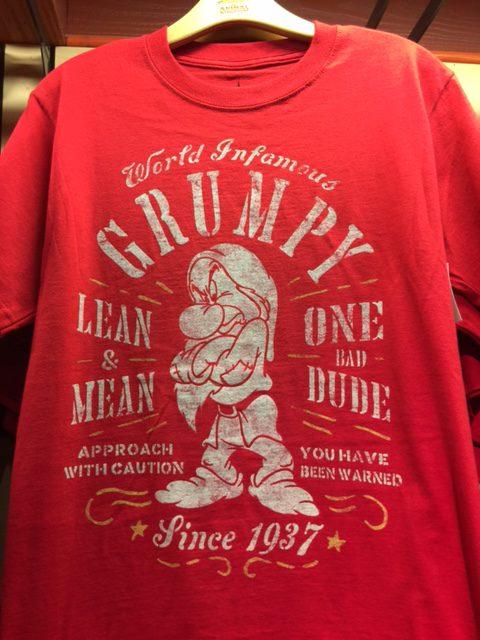 World Infamous
GRUMPY
LEAN
&
MEAN
ONE
BAD
DUDE
APPROACH
WITH CAUTION
YOU HAVE
BEEN WARNED
Since 1937